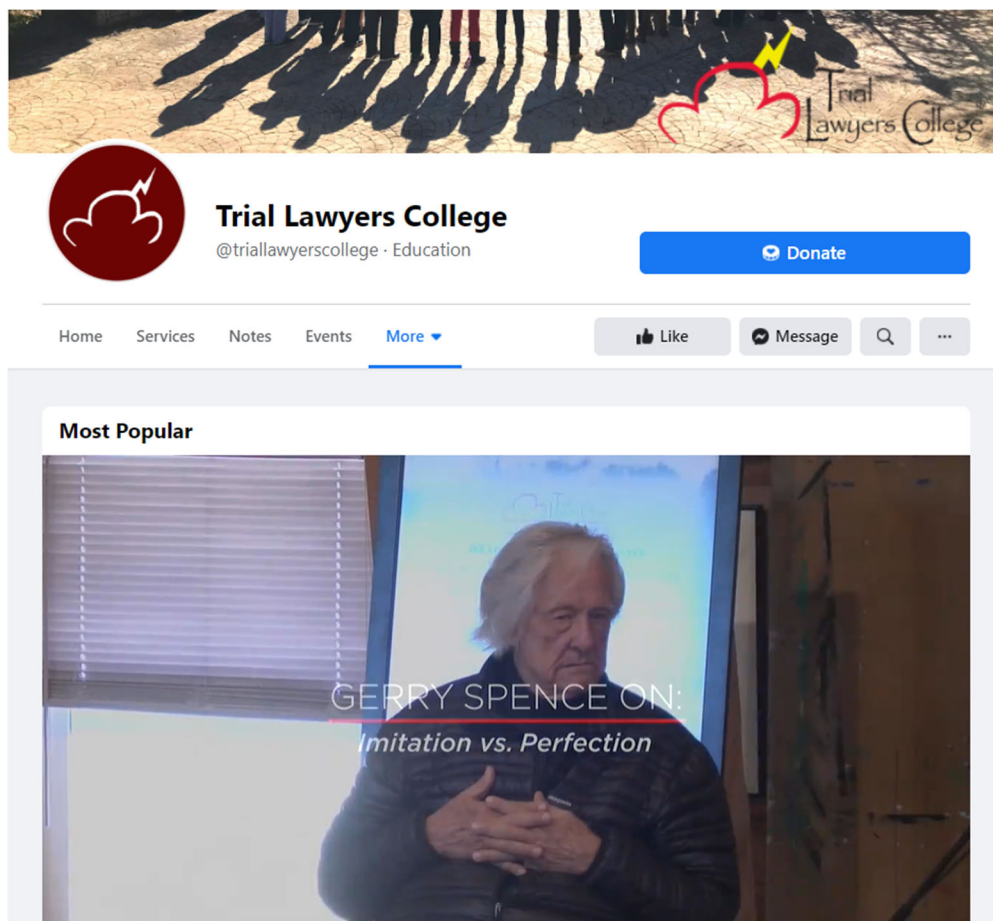 Trial
Lawyers College
Trial Lawyers College
@triallawyerscollege · Education
Donate
Home Services Notes Events More
Like Message
Most Popular
GERRY SPENCE ON:
Imitation vs. Perfection